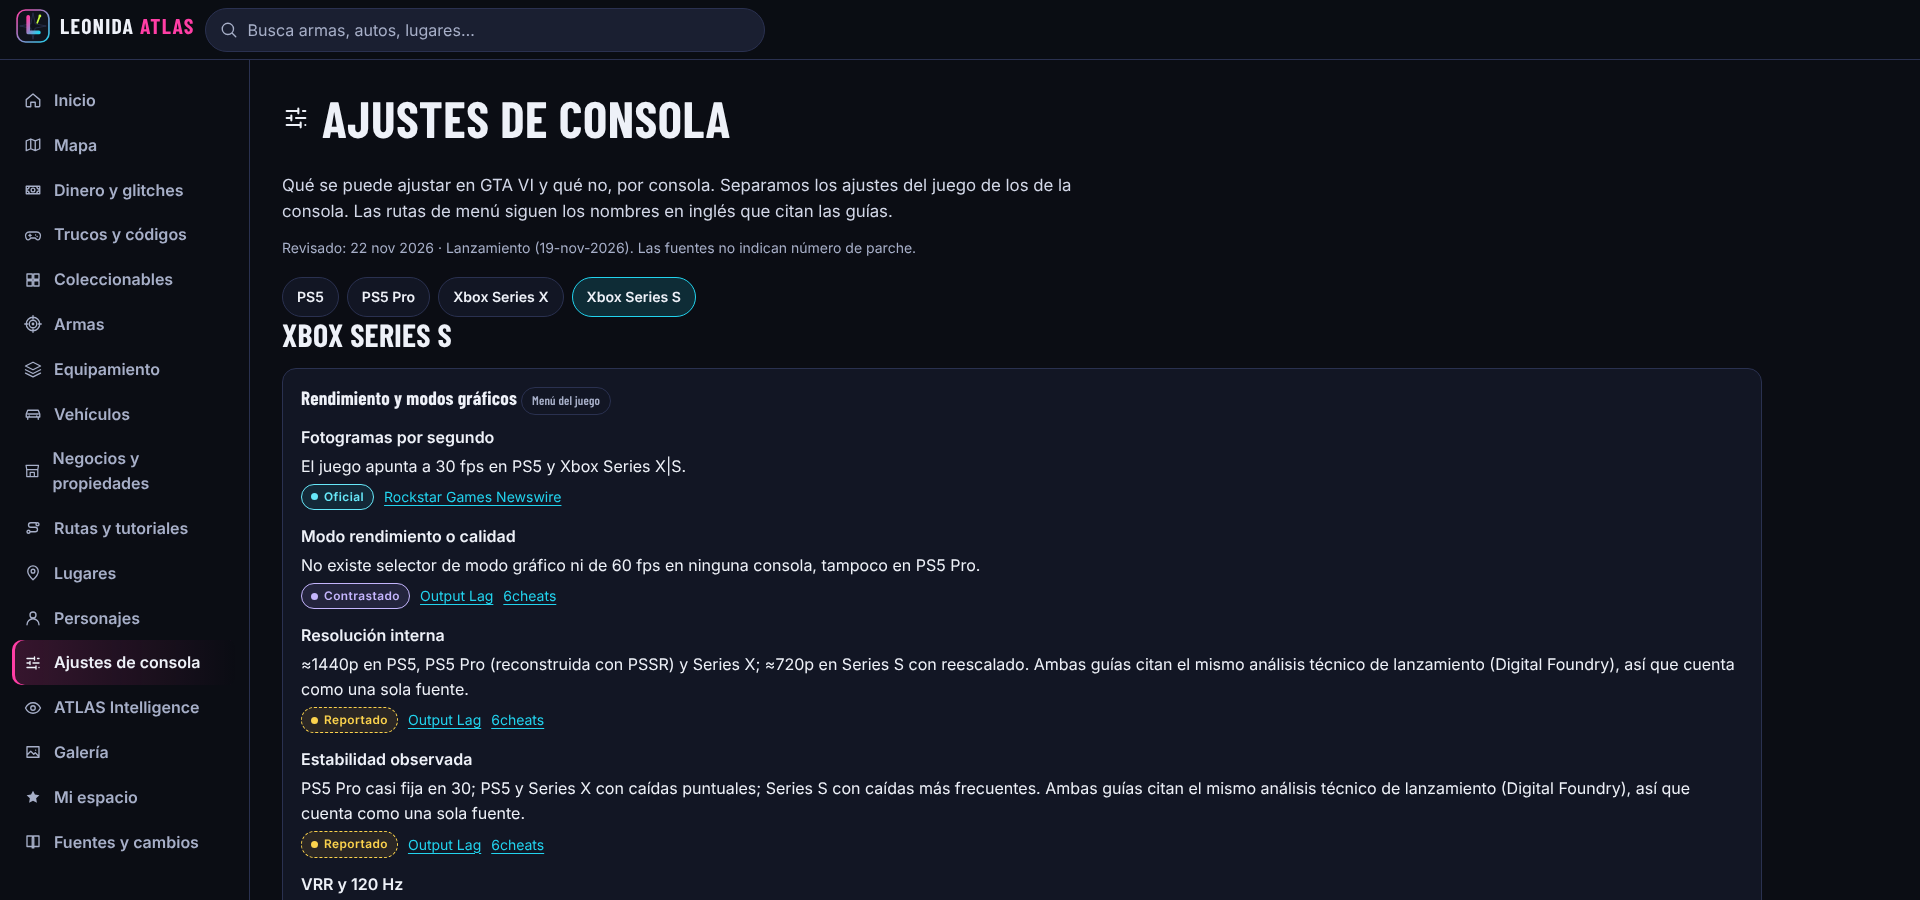 LEONIDA ATLAS
Busca armas, autos, lugares...
Inicio
Mapa
Dinero y glitches
Trucos y códigos
Coleccionables
Armas
Equipamiento
Vehículos
Negocios y
propiedades
Rutas y tutoriales
Lugares
Personajes
Ajustes de consola
ATLAS Intelligence
Galería
Mi espacio
Fuentes y cambios
AJUSTES DE CONSOLA
Qué se puede ajustar en GTA VI y qué no, por consola. Separamos los ajustes del juego de los de la
consola. Las rutas de menú siguen los nombres en inglés que citan las guías.
Revisado: 22 nov 2026 · Lanzamiento (19-nov-2026). Las fuentes no indican número de parche.
PS5 PS5 Pro Xbox Series X Xbox Series S
XBOX SERIES S
Rendimiento y modos gráficos Menú del juego
Fotogramas por segundo
El juego apunta a 30 fps en PS5 y Xbox Series X|S.
Oficial Rockstar Games Newswire
Modo rendimiento o calidad
No existe selector de modo gráfico ni de 60 fps en ninguna consola, tampoco en PS5 Pro.
Contrastado Output Lag 6cheats
Resolución interna
≈1440p en PS5, PS5 Pro (reconstruida con PSSR) y Series X; ≈720p en Series S con reescalado. Ambas guías citan el mismo análisis técnico de lanzamiento (Digital Foundry), así que cuenta
como una sola fuente.
Reportado Output Lag 6cheats
Estabilidad observada
PS5 Pro casi fija en 30; PS5 y Series X con caídas puntuales; Series S con caídas más frecuentes. Ambas guías citan el mismo análisis técnico de lanzamiento (Digital Foundry), así que
cuenta como una sola fuente.
Reportado Output Lag 6cheats
VRR y 120 Hz